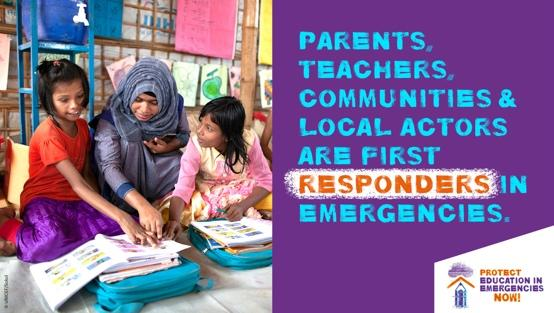 PARENTS,
TEACHERS,
COMMUNITIES &
LOCAL ACTORS
ARE FIRST
RESPONDERS IN
EMERGENCIES.
PROTECT
EDUCATION IN
EMERGENCIES
NOW!